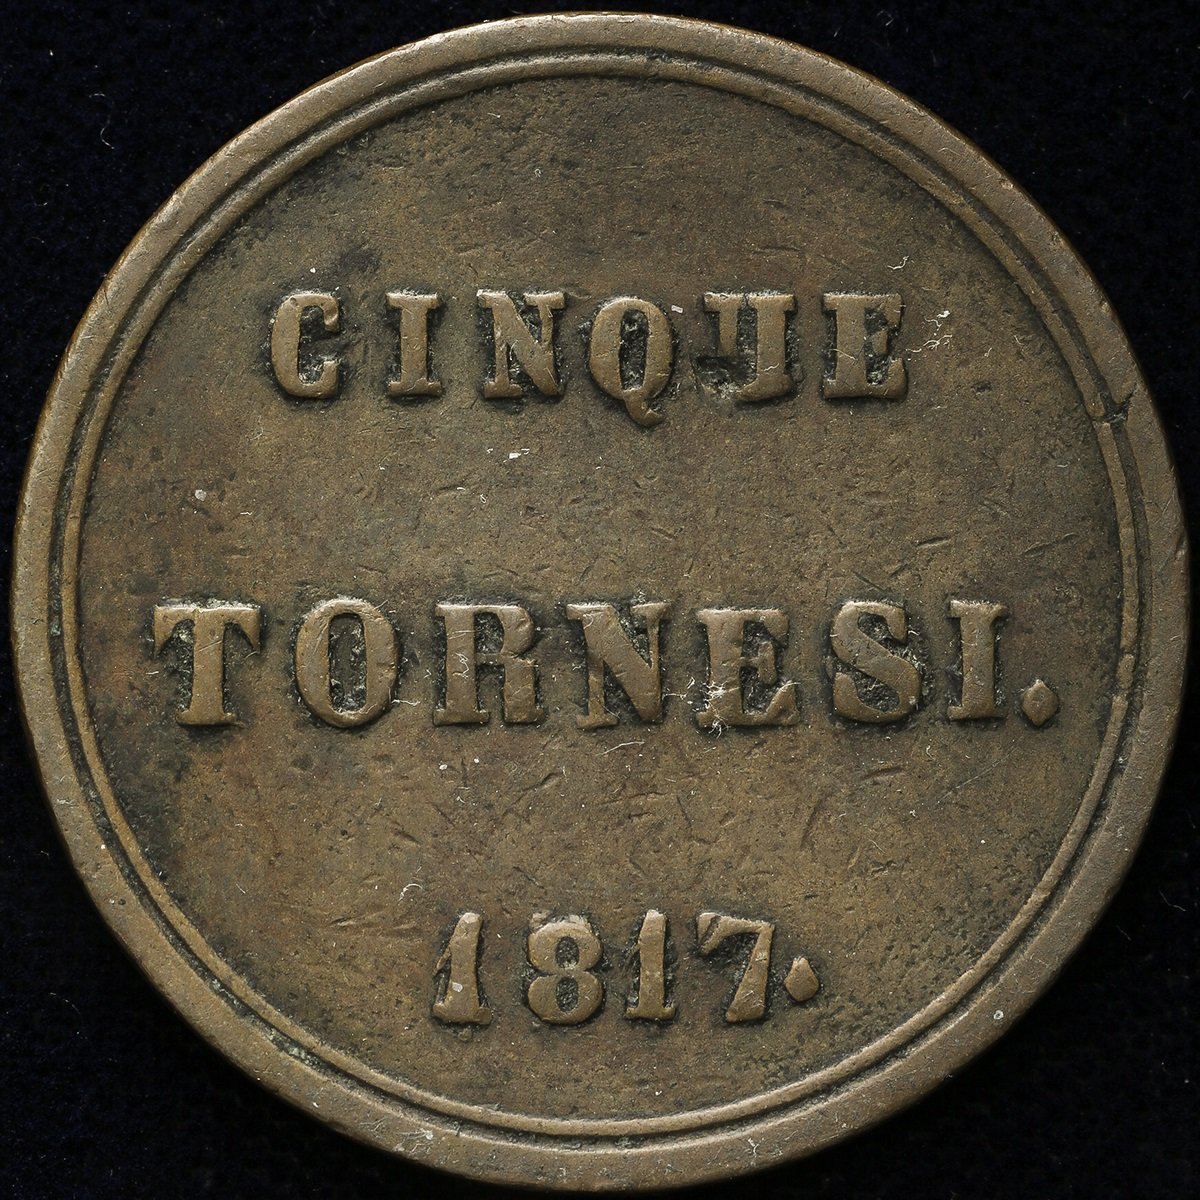 CINQUE
TORNESI.
1817.